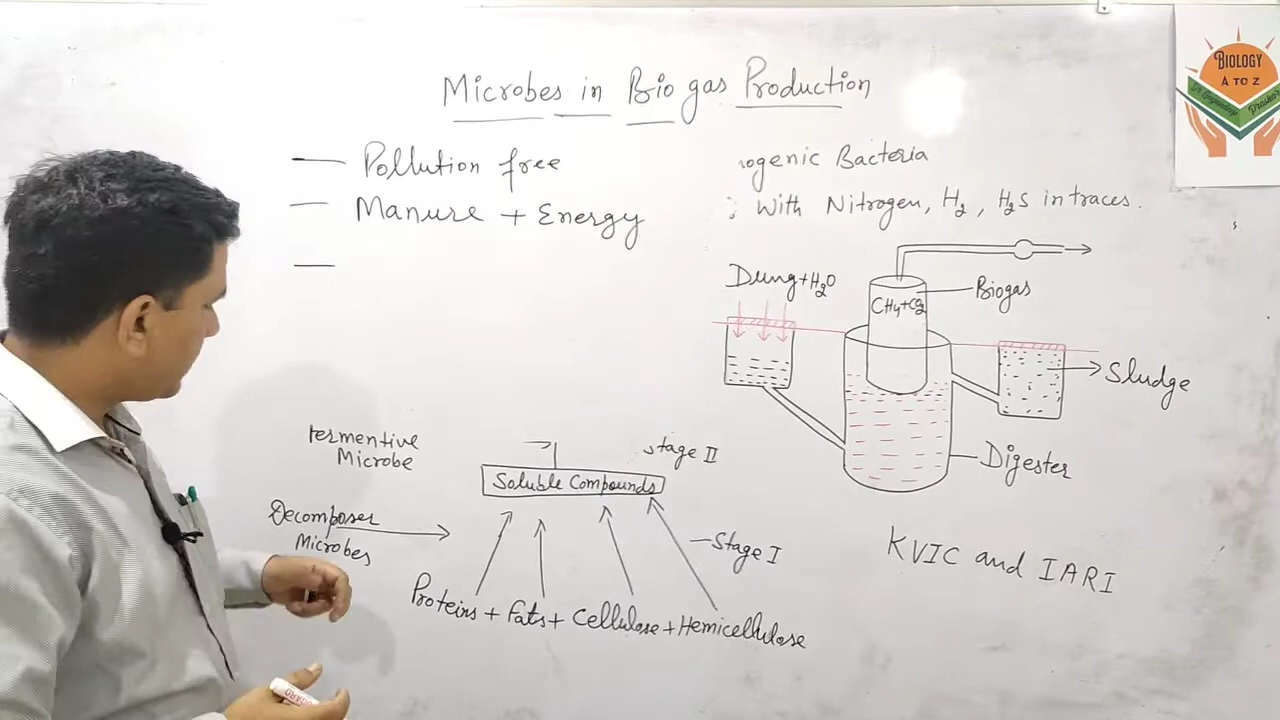 Microbes in Bio gas Production
Pollution free
Manure + Energy
ogenic Bacteria
With Nitrogen, H2, H2S in traces.
Dung + H2O
CH4+CO2
Biogas
Sludge
Digester
KVIC and IARI
Fermentive
Microbe
Stage II
Soluble Compounds
Decomposer
Microbes
Stage I
Proteins + Fats + Cellulose + Hemicellulose
BIOLOGY
A TO Z